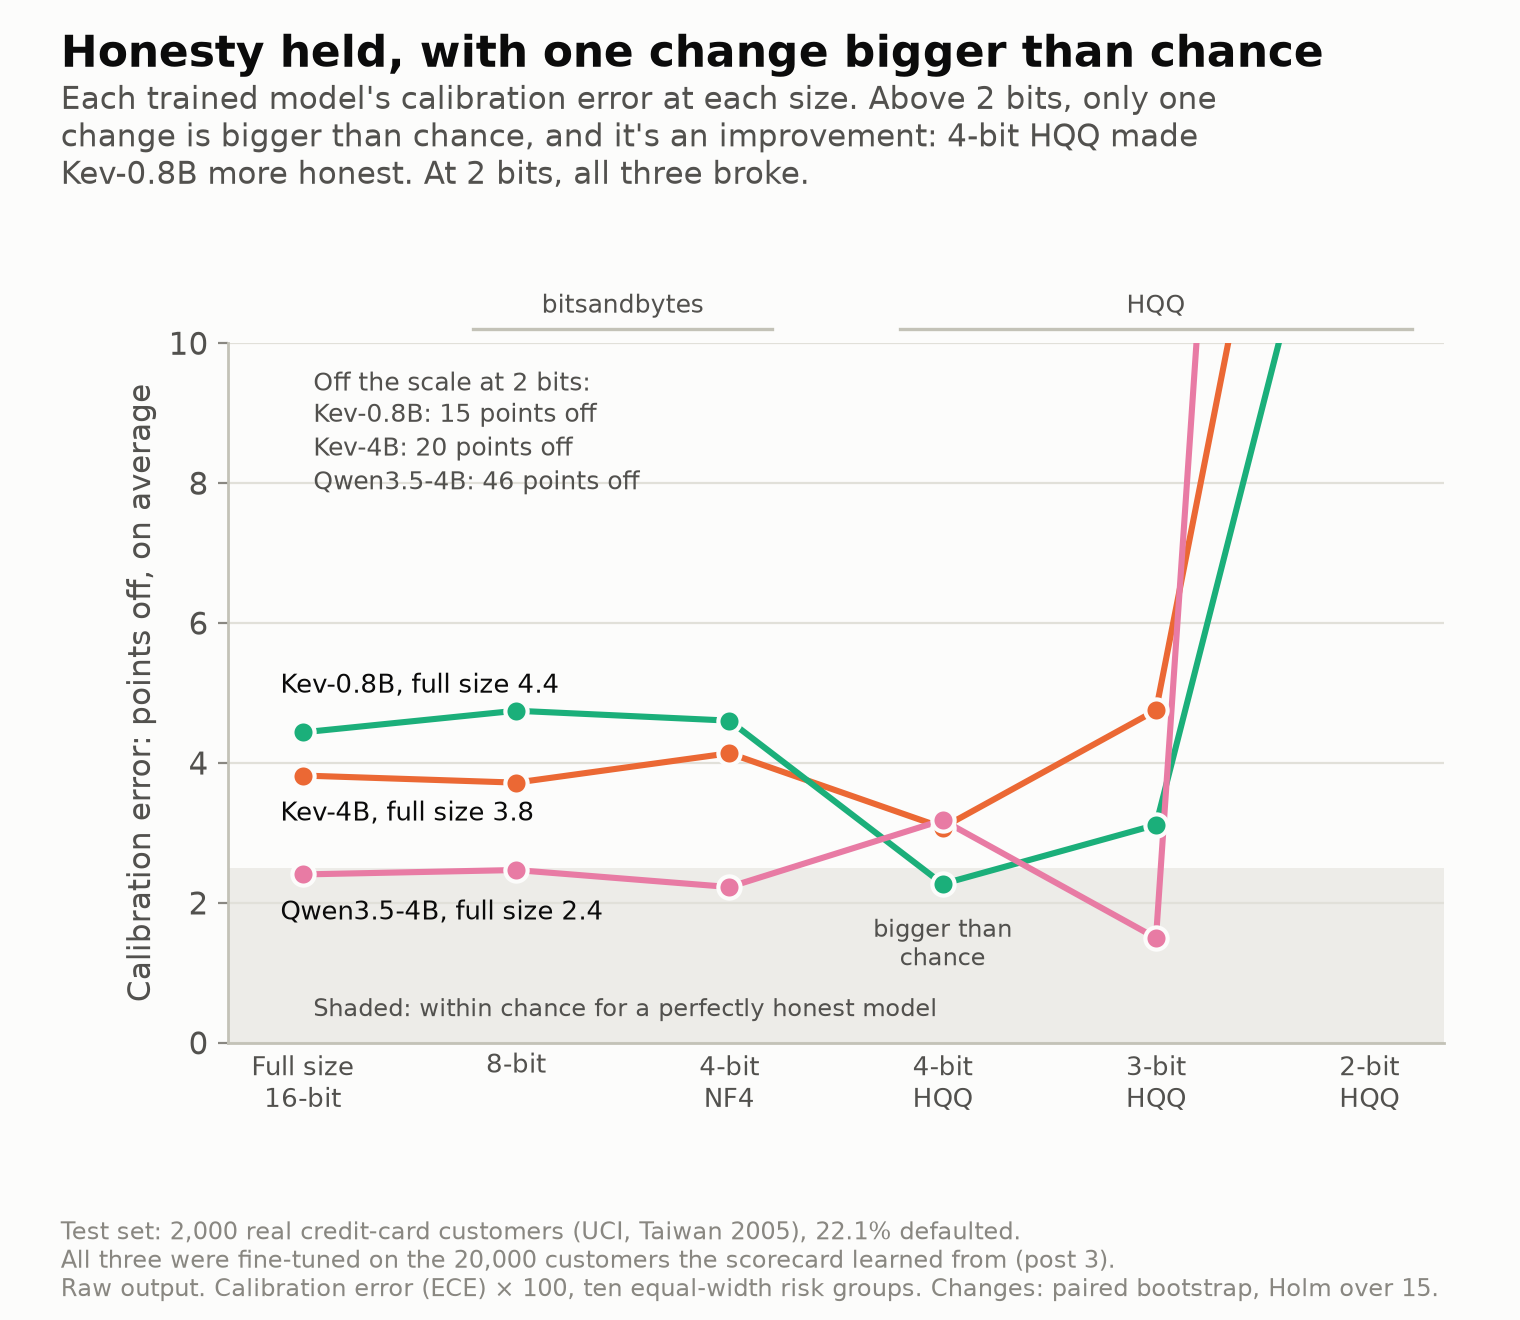 Honesty held, with one change bigger than chance
Each trained model's calibration error at each size. Above 2 bits, only one
change is bigger than chance, and it's an improvement: 4-bit HQQ made
Kev-0.8B more honest. At 2 bits, all three broke.
bitsandbytes
HQQ
Calibration error: points off, on average
10
8
6
4
2
0
Off the scale at 2 bits:
Kev-0.8B: 15 points off
Kev-4B: 20 points off
Qwen3.5-4B: 46 points off
Kev-0.8B, full size 4.4
Kev-4B, full size 3.8
Qwen3.5-4B, full size 2.4
bigger than
chance
Shaded: within chance for a perfectly honest model
Full size
16-bit
8-bit
4-bit
NF4
4-bit
HQQ
3-bit
HQQ
2-bit
HQQ
Test set: 2,000 real credit-card customers (UCI, Taiwan 2005), 22.1% defaulted.
All three were fine-tuned on the 20,000 customers the scorecard learned from (post 3).
Raw output. Calibration error (ECE) × 100, ten equal-width risk groups. Changes: paired bootstrap, Holm over 15.